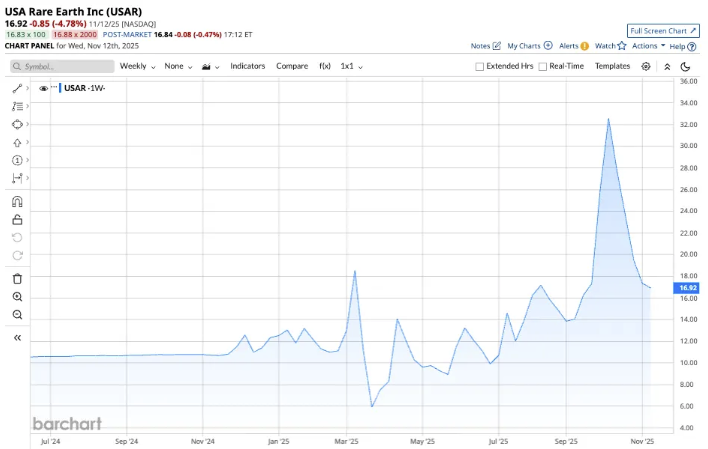 USA Rare Earth Inc (USAR)
16.92 -0.85 (-4.78%) 11/12/25 [NASDAQ]
16.83 x 100 16.88 x 2000 POST-MARKET 16.84 -0.08 (-0.47%) 17:12 ET
Full Screen Chart
CHART PANEL for Wed, Nov 12th, 2025
Notes My Charts Alerts Watch Actions Help
Symbol... Weekly None Indicators Compare f(x) 1x1 Extended Hrs Real-Time Templates
USAR -1W-
36.00
34.00
32.00
30.00
28.00
26.00
24.00
22.00
20.00
18.00
16.92
16.00
14.00
12.00
10.00
8.00
6.00
4.00
barchart
Jul '24 Sep '24 Nov '24 Jan '25 Mar '25 May '25 Jul '25 Sep '25 Nov '25